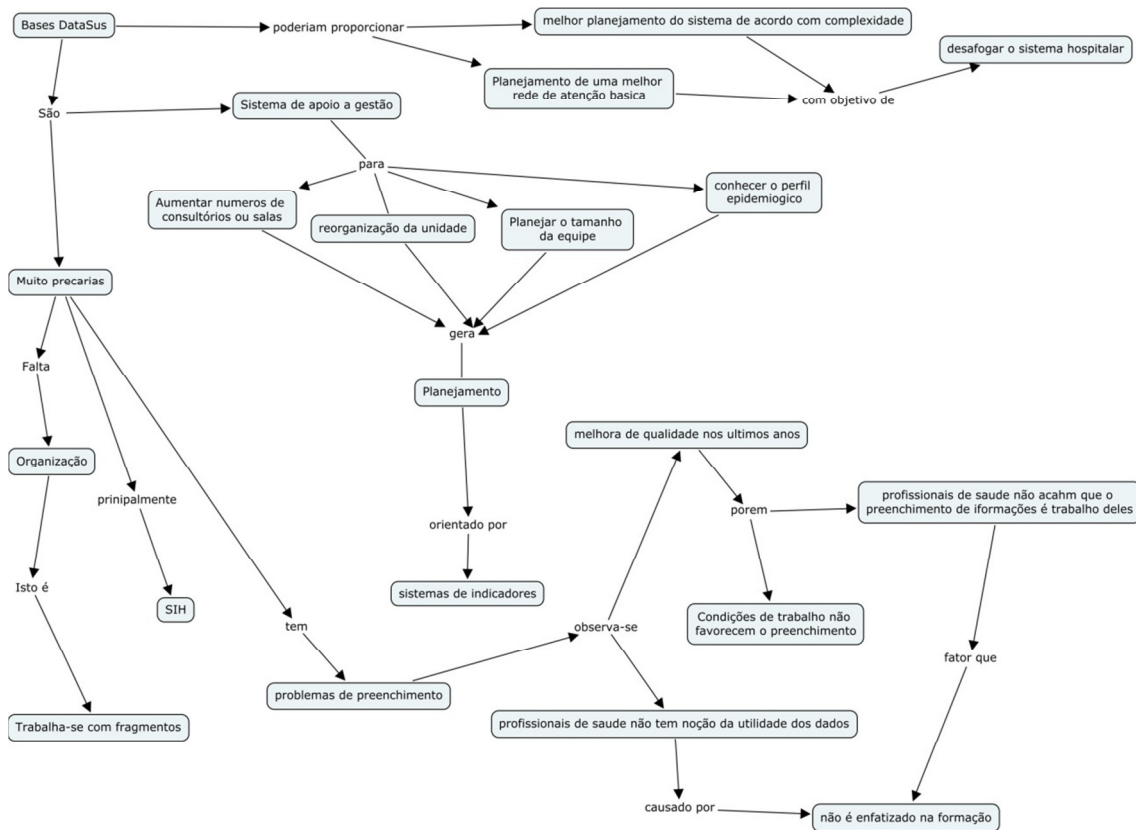 Bases DataSus
poderiam proporcionar
melhor planejamento do sistema de acordo com complexidade
desafogar o sistema hospitalar
Planejamento de uma melhor
rede de atenção basica
com objetivo de
São
Sistema de apoio a gestão
para
Aumentar numeros de
consultórios ou salas
reorganização da unidade
Planejar o tamanho
da equipe
conhecer o perfil
epidemiogico
Muito precarias
gera
Falta
Planejamento
Organização
melhora de qualidade nos ultimos anos
prinipalmente
orientado por
porem
profissionais de saude não acahm que o
preenchimento de iformações é trabalho deles
Isto é
SIH
sistemas de indicadores
tem
observa-se
Condições de trabalho não
favorecem o preenchimento
fator que
problemas de preenchimento
Trabalha-se com fragmentos
profissionais de saude não tem noção da utilidade dos dados
causado por
não é enfatizado na formação